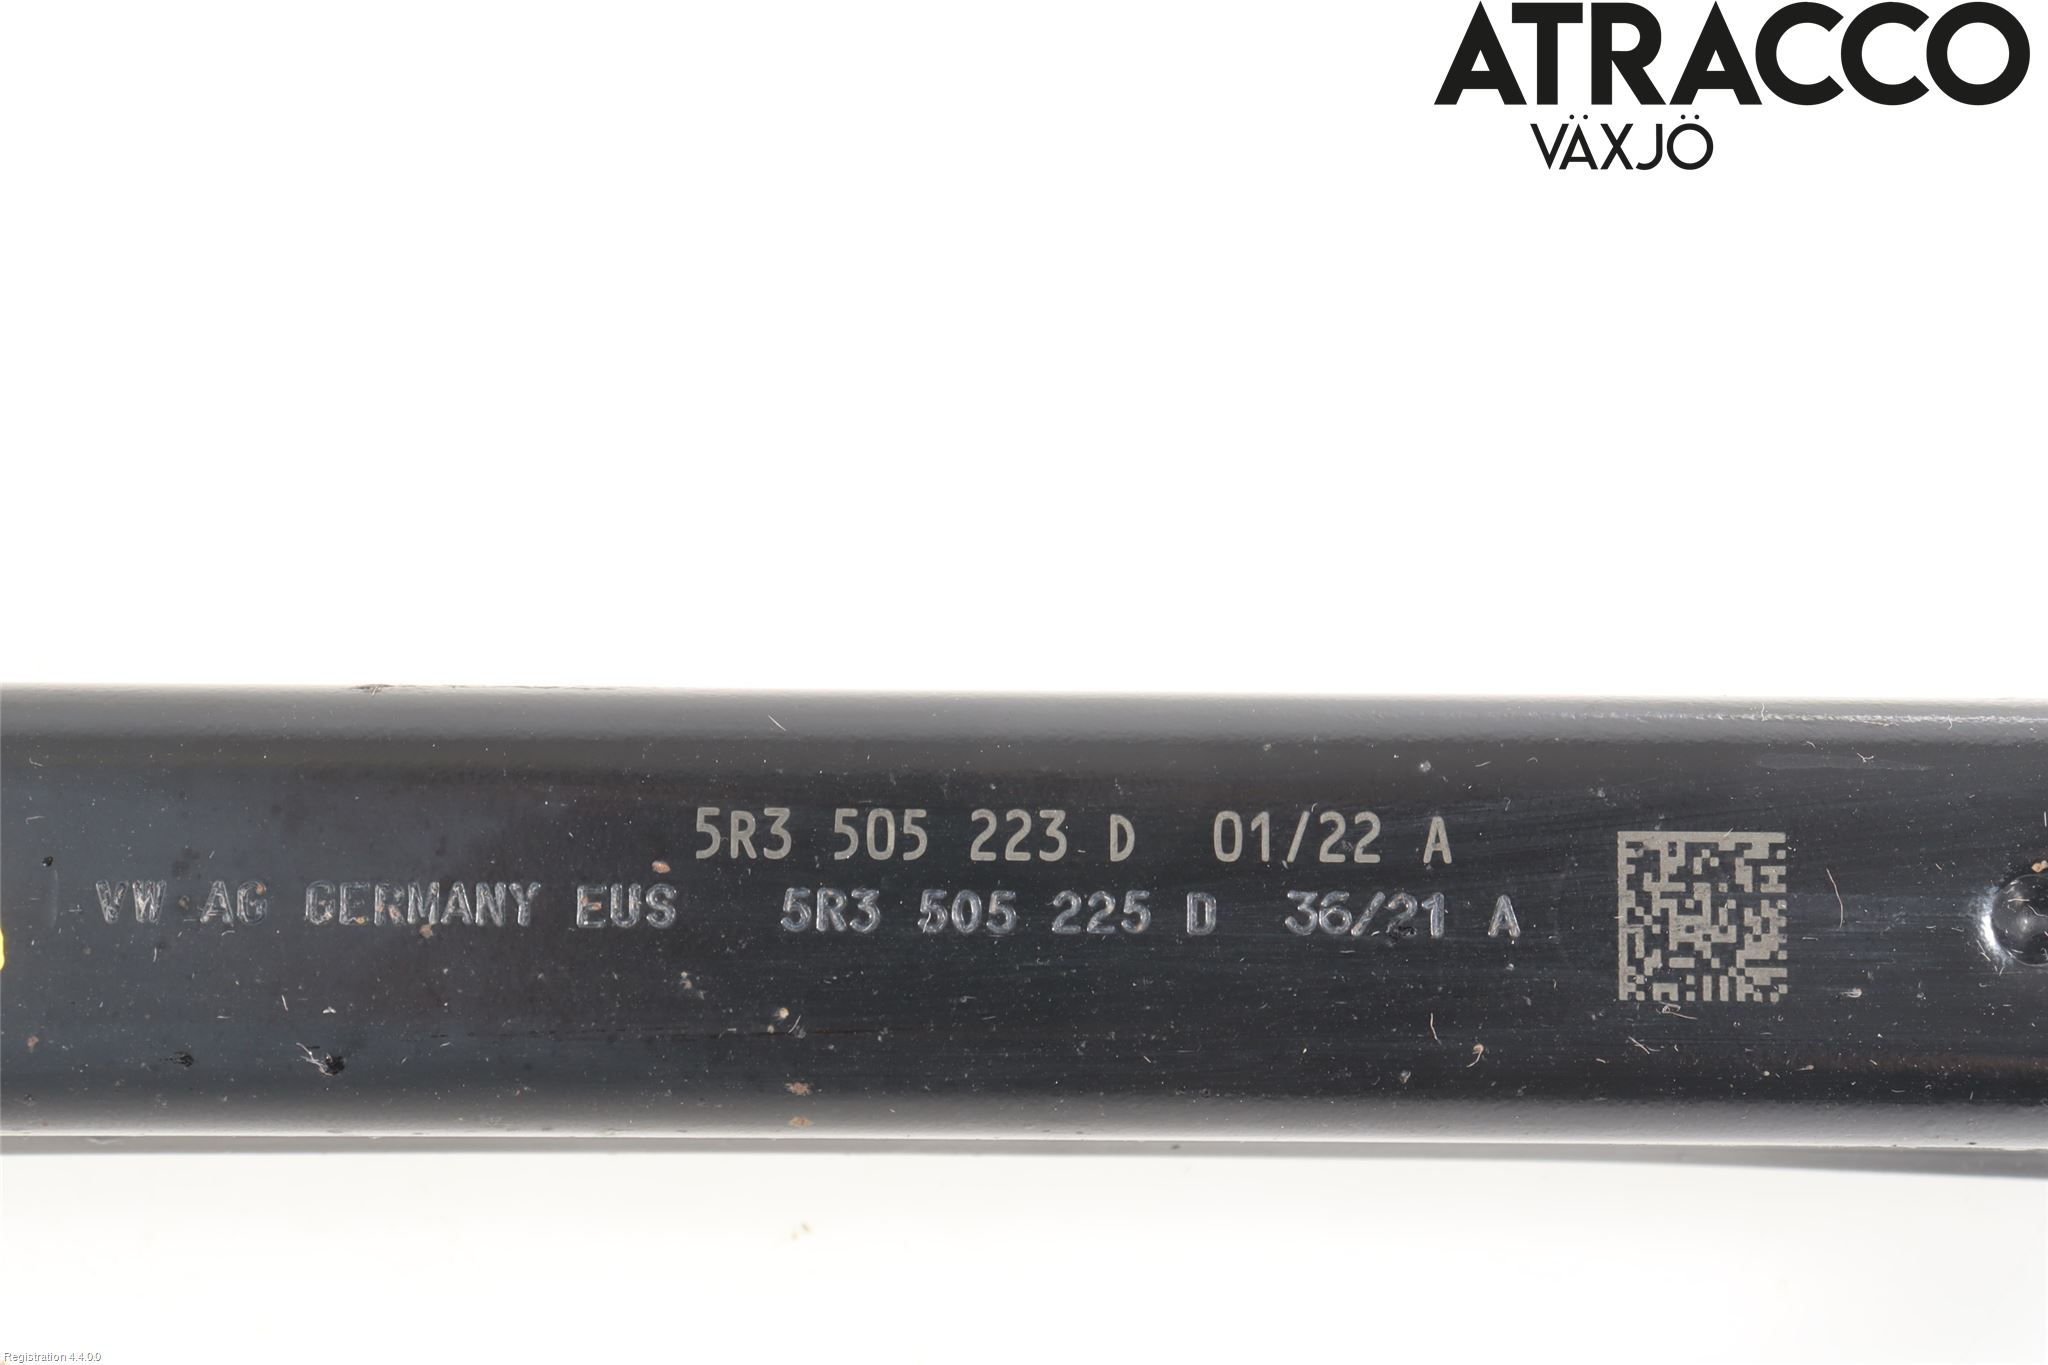 ATRACCO
VÄXJÖ
5R3 505 223 D 01/22 A
VW AG GERMANY EUS 5R3 505 225 D 36/21 A
Registration 4.4.0.0